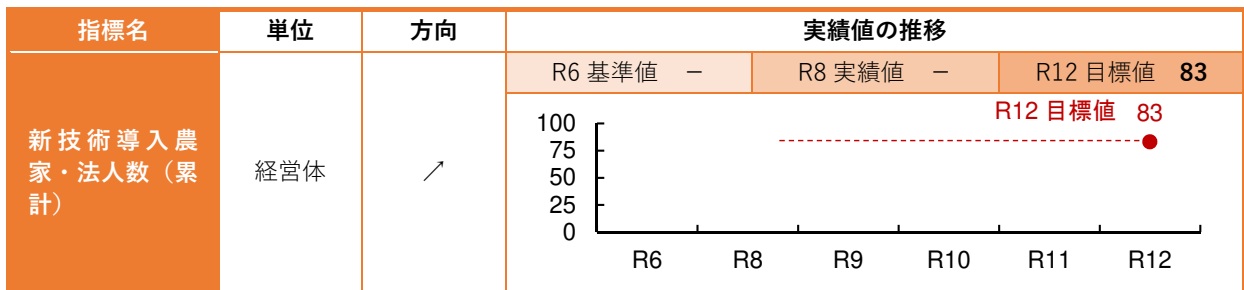 指標名 単位 方向 実績値の推移
R6 基準値 － R8 実績値 － R12 目標値 83
新技術導入農
家・法人数（累
計）
経営体
↗
R12 目標値 83
100
75
50
25
0
R6 R8 R9 R10 R11 R12